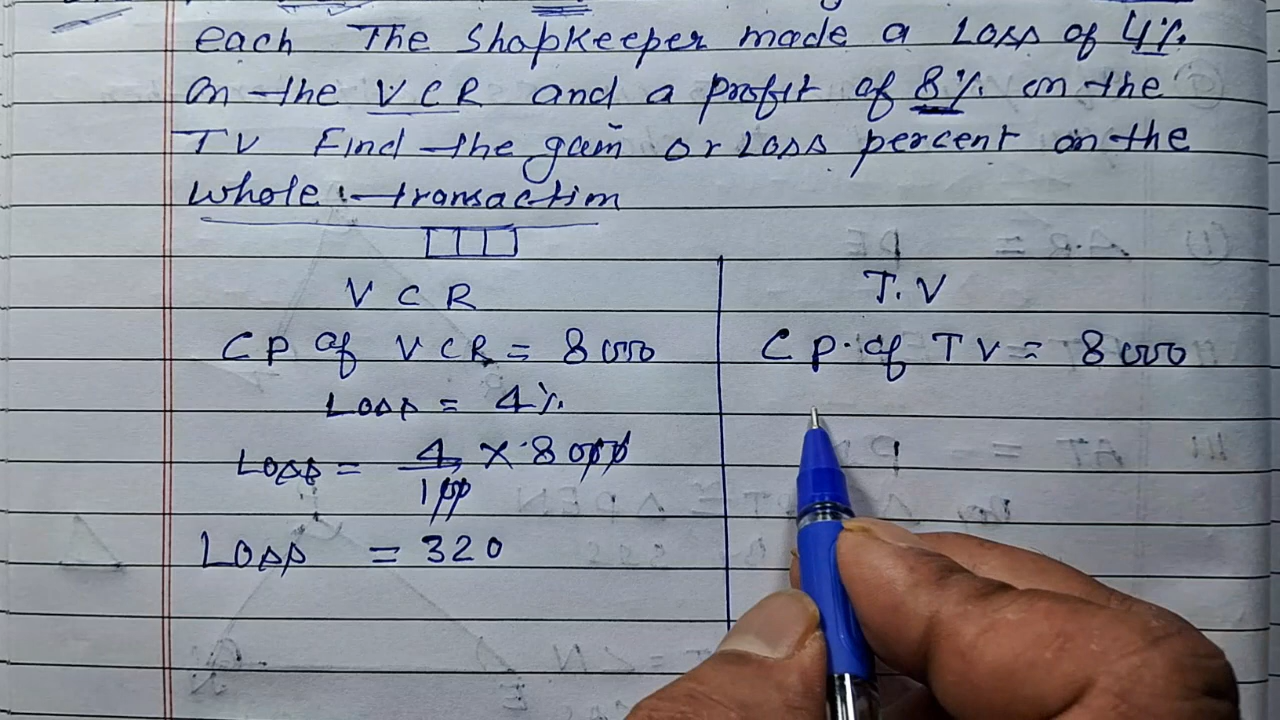 each The Shopkeeper made a Loss of 4%
on the VCR and a profit of 8% on the
TV Find the gain or Loss percent on the
whole transaction
VCR
CP of VCR = 8000
Loss = 4%
Loss = 4/100 × 8000
Loss = 320
T.V
C p. of TV = 8000